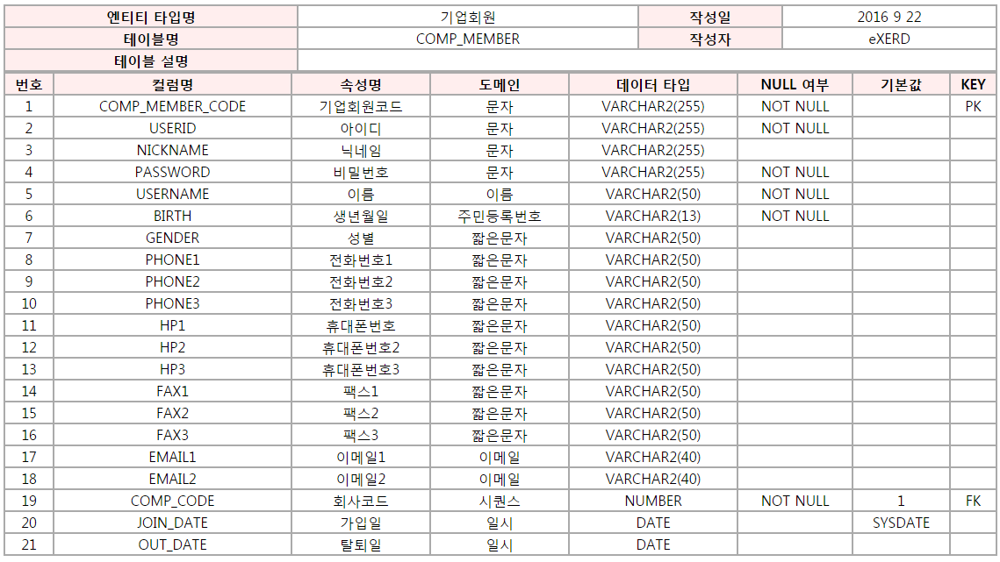 엔티티 타입명 기업회원 작성일 2016 9 22
테이블명 COMP_MEMBER 작성자 eXERD
테이블 설명
번호 컬럼명 속성명 도메인 데이터 타입 NULL 여부 기본값 KEY
1 COMP_MEMBER_CODE 기업회원코드 문자 VARCHAR2(255) NOT NULL PK
2 USERID 아이디 문자 VARCHAR2(255) NOT NULL
3 NICKNAME 닉네임 문자 VARCHAR2(255)
4 PASSWORD 비밀번호 문자 VARCHAR2(255) NOT NULL
5 USERNAME 이름 이름 VARCHAR2(50) NOT NULL
6 BIRTH 생년월일 주민등록번호 VARCHAR2(13) NOT NULL
7 GENDER 성별 짧은문자 VARCHAR2(50)
8 PHONE1 전화번호1 짧은문자 VARCHAR2(50)
9 PHONE2 전화번호2 짧은문자 VARCHAR2(50)
10 PHONE3 전화번호3 짧은문자 VARCHAR2(50)
11 HP1 휴대폰번호 짧은문자 VARCHAR2(50)
12 HP2 휴대폰번호2 짧은문자 VARCHAR2(50)
13 HP3 휴대폰번호3 짧은문자 VARCHAR2(50)
14 FAX1 팩스1 짧은문자 VARCHAR2(50)
15 FAX2 팩스2 짧은문자 VARCHAR2(50)
16 FAX3 팩스3 짧은문자 VARCHAR2(50)
17 EMAIL1 이메일1 이메일 VARCHAR2(40)
18 EMAIL2 이메일2 이메일 VARCHAR2(40)
19 COMP_CODE 회사코드 시퀀스 NUMBER NOT NULL 1 FK
20 JOIN_DATE 가입일 일시 DATE SYSDATE
21 OUT_DATE 탈퇴일 일시 DATE